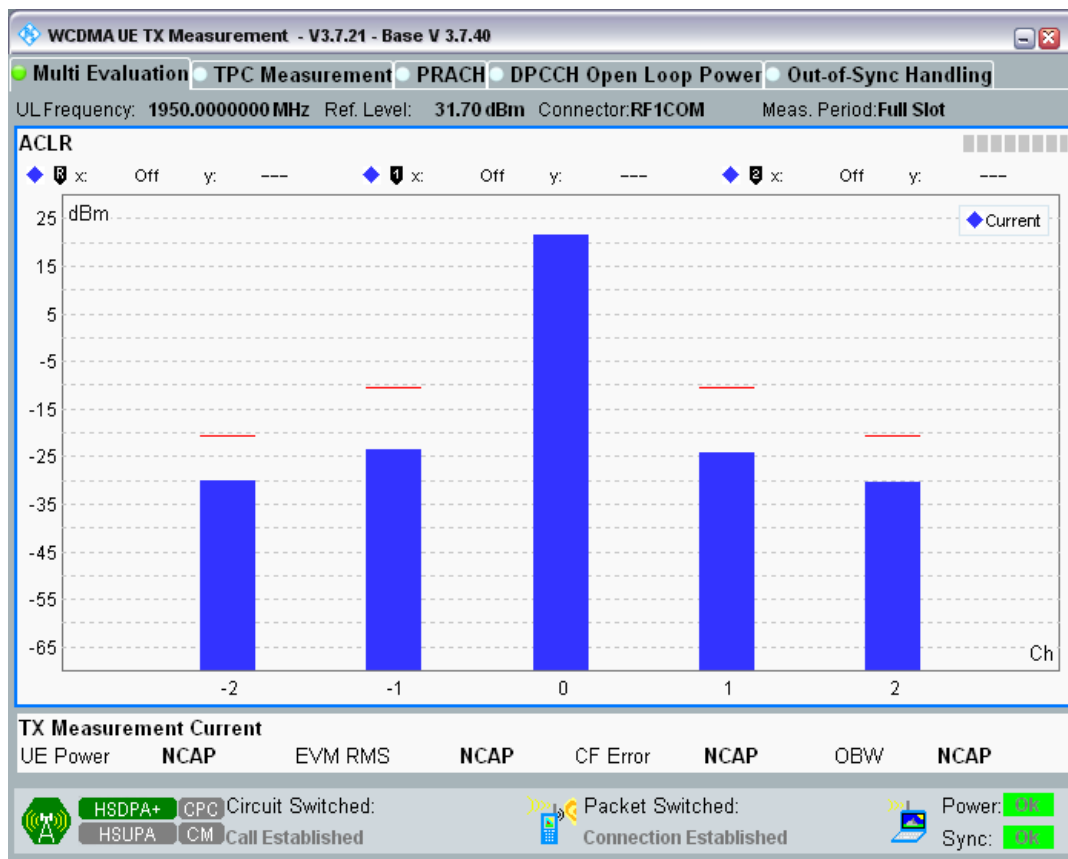 WCDMA UE TX Measurement - V3.7.21 - Base V 3.7.40
Multi Evaluation TPC Measurement PRACH DPCCH Open Loop Power Out-of-Sync Handling
UL Frequency: 1950.0000000 MHz Ref. Level: 31.70 dBm Connector:RF1COM Meas. Period:Full Slot
ACLR
R x: Off y: --- 1 x: Off y: --- 2 x: Off y: ---
dBm
Current
25
15
5
-5
-15
-25
-35
-45
-55
-65
Ch
-2 -1 0 1 2
TX Measurement Current
UE Power NCAP EVM RMS NCAP CF Error NCAP OBW NCAP
HSDPA+ CPC Circuit Switched: Packet Switched: Power: OK
HSUPA CM Call Established Connection Established Sync: OK